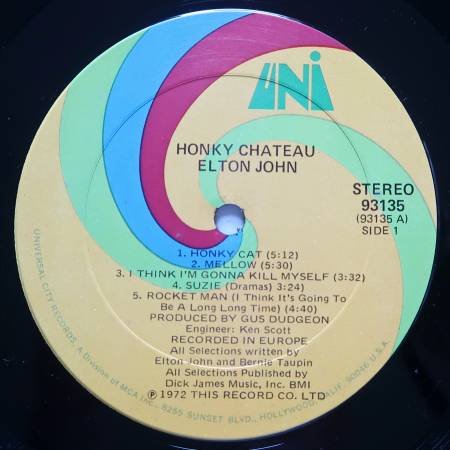 UNI
HONKY CHATEAU
ELTON JOHN
STEREO
93135
(93135 A)
SIDE 1
1. HONKY CAT (5:12)
2. MELLOW (5:30)
3. I THINK I'M GONNA KILL MYSELF (3:32)
4. SUZIE (Dramas) 3:24)
5. ROCKET MAN (I Think It's Going To
Be A Long Long Time) (4:40)
PRODUCED BY GUS DUDGEON
Engineer: Ken Scott
RECORDED IN EUROPE
All Selections written by
Elton John and Bernie Taupin
All Selections Published by
Dick James Music, Inc. BMI
Ⓟ1972 THIS RECORD CO. LTD
UNIVERSAL CITY RECORDS, A Division of MCA Inc., 8255 SUNSET BLVD., HOLLYWOOD, CALIF. 90046 U.S.A.